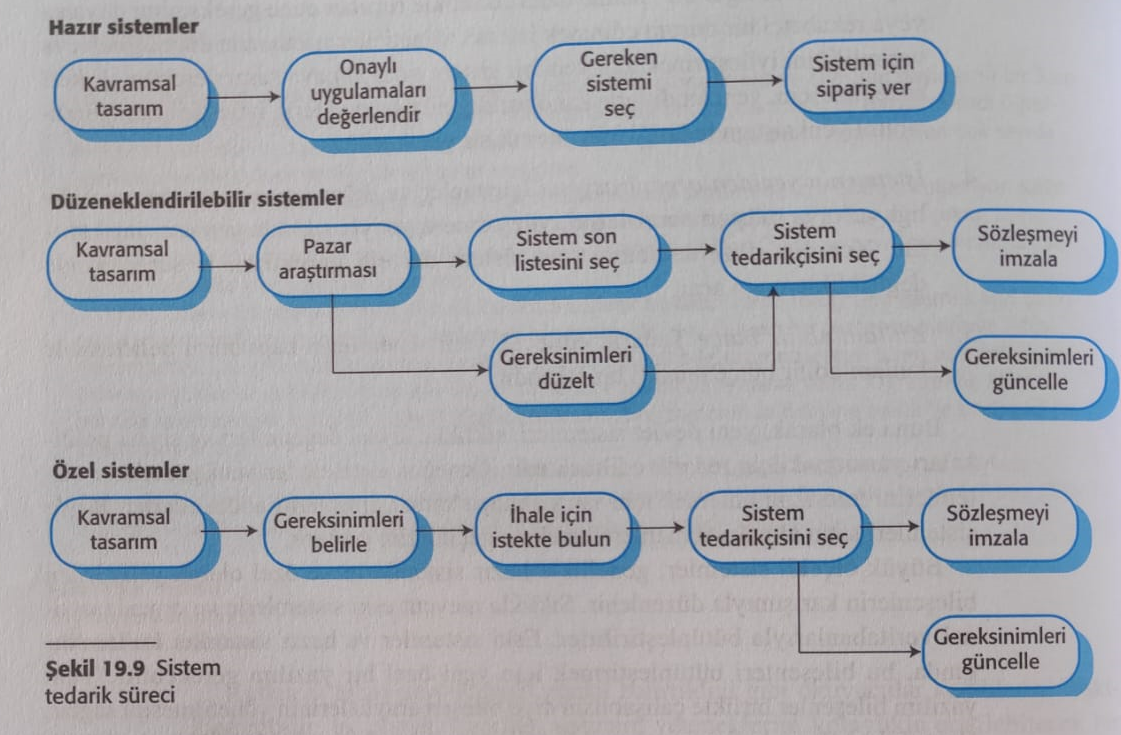 Hazır sistemler
Kavramsal
tasarım
Onaylı
uygulamaları
değerlendir
Gereken
sistemi
seç
Sistem için
sipariş ver
Düzeneklendirilebilir sistemler
Kavramsal
tasarım
Pazar
araştırması
Sistem son
listesini seç
Sistem
tedarikçisini seç
Sözleşmeyi
imzala
Gereksinimleri
düzelt
Gereksinimleri
güncelle
Özel sistemler
Kavramsal
tasarım
Gereksinimleri
belirle
İhale için
istekte bulun
Sistem
tedarikçisini seç
Sözleşmeyi
imzala
Gereksinimleri
güncelle
Şekil 19.9 Sistem
tedarik süreci